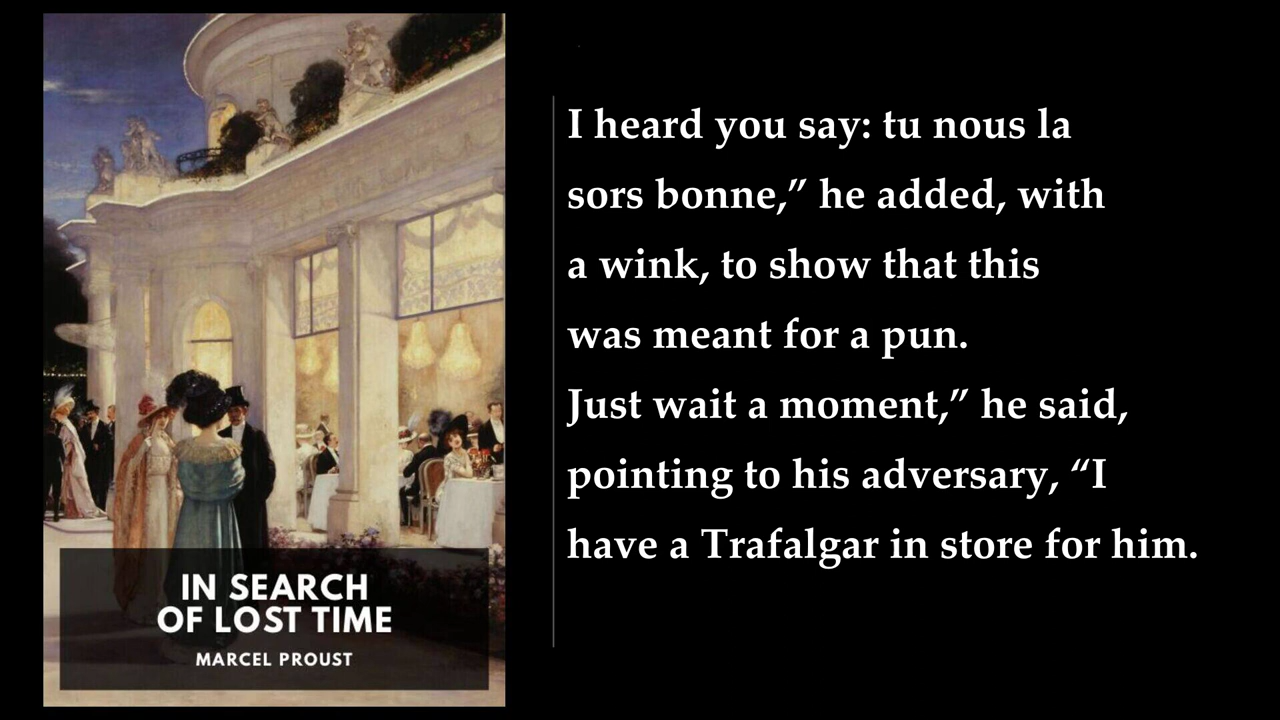 IN SEARCH
OF LOST TIME
MARCEL PROUST
I heard you say: tu nous la
sors bonne,” he added, with
a wink, to show that this
was meant for a pun.
Just wait a moment,” he said,
pointing to his adversary, “I
have a Trafalgar in store for him.